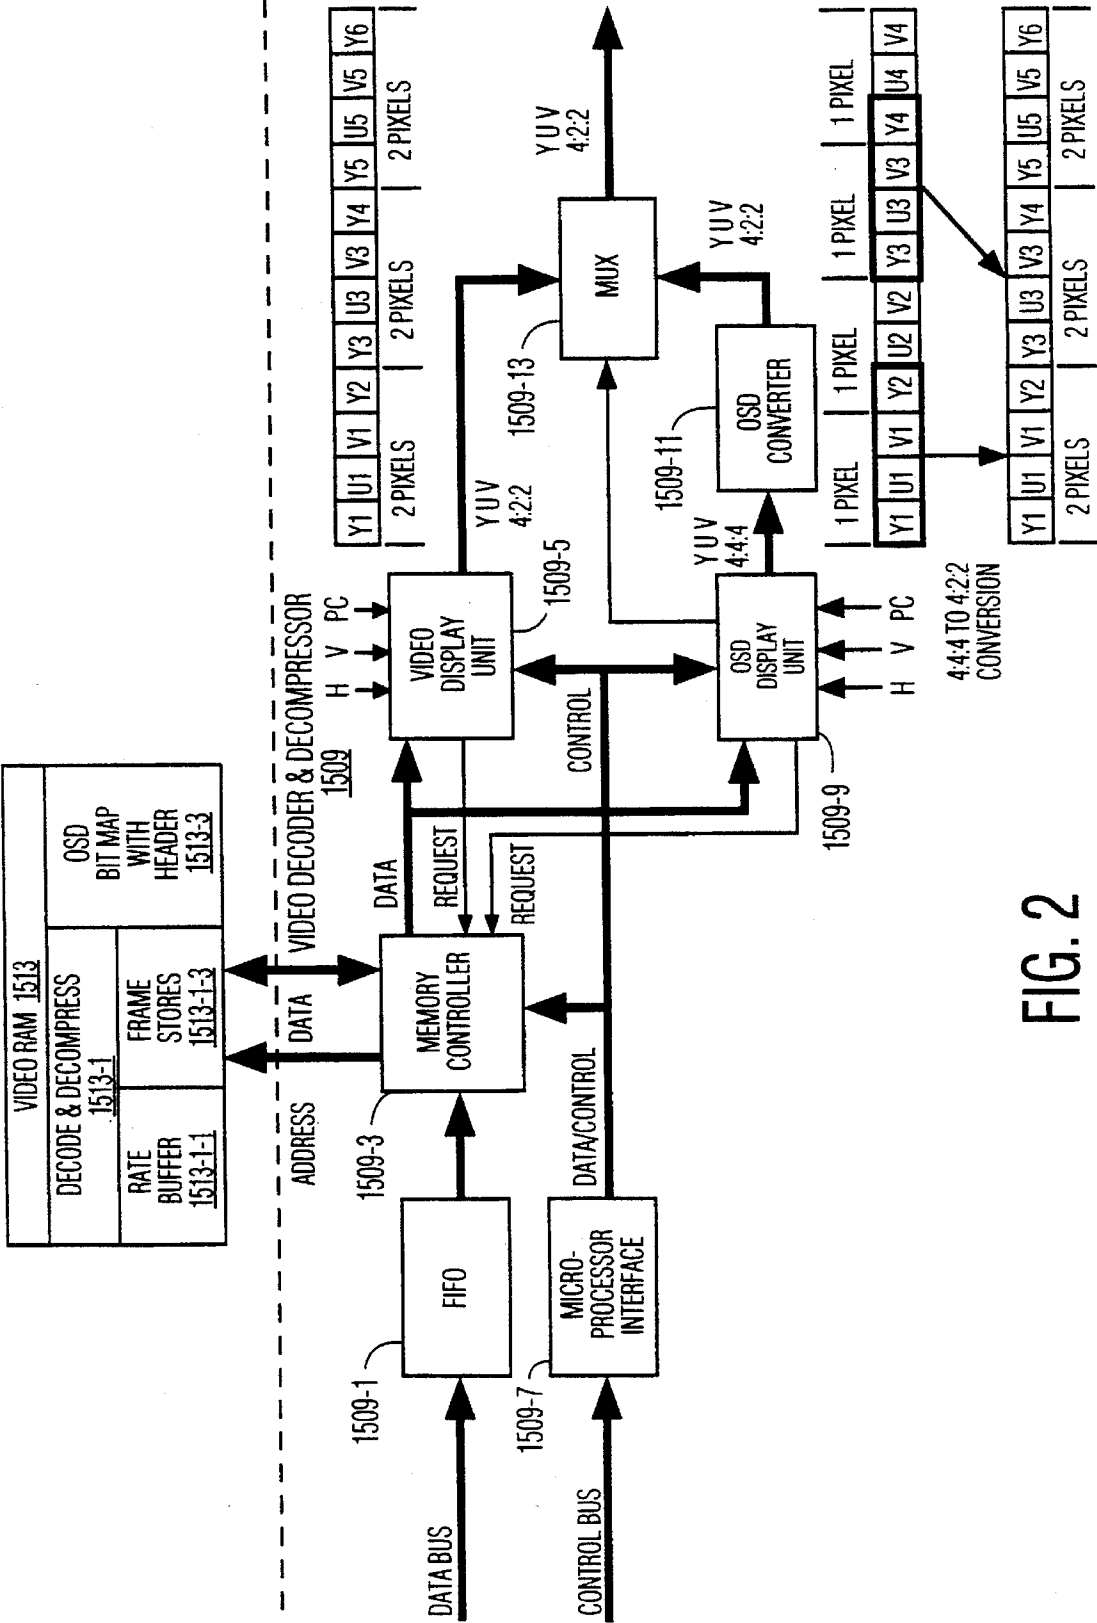 VIDEO RAM 1513
DECODE & DECOMPRESS
1513-1
RATE
BUFFER
1513-1-1
FRAME
STORES
1513-1-3
OSD
BIT MAP
WITH
HEADER
1513-3
ADDRESS
DATA
VIDEO DECODER & DECOMPRESSOR
1509
DATA BUS
1509-1
FIFO
1509-3
MEMORY
CONTROLLER
DATA
REQUEST
REQUEST
H V PC
VIDEO
DISPLAY
UNIT
1509-5
Y U V
4:2:2
Y1 U1 V1 Y2 Y3 U3 V3 Y4 Y5 U5 V5 Y6
2 PIXELS 2 PIXELS 2 PIXELS
CONTROL BUS
1509-7
MICRO-
PROCESSOR
INTERFACE
DATA/CONTROL
CONTROL
1509-9
OSD
DISPLAY
UNIT
H V PC
Y U V
4:4:4
1509-11
OSD
CONVERTER
Y U V
4:2:2
1509-13
MUX
Y U V
4:2:2
4:4:4 TO 4:2:2
CONVERSION
1 PIXEL 1 PIXEL 1 PIXEL 1 PIXEL
Y1 U1 V1 Y2 U2 V2 Y3 U3 V3 Y4 U4 V4
Y1 U1 V1 Y2 Y3 U3 V3 Y4 Y5 U5 V5 Y6
2 PIXELS 2 PIXELS 2 PIXELS
FIG. 2